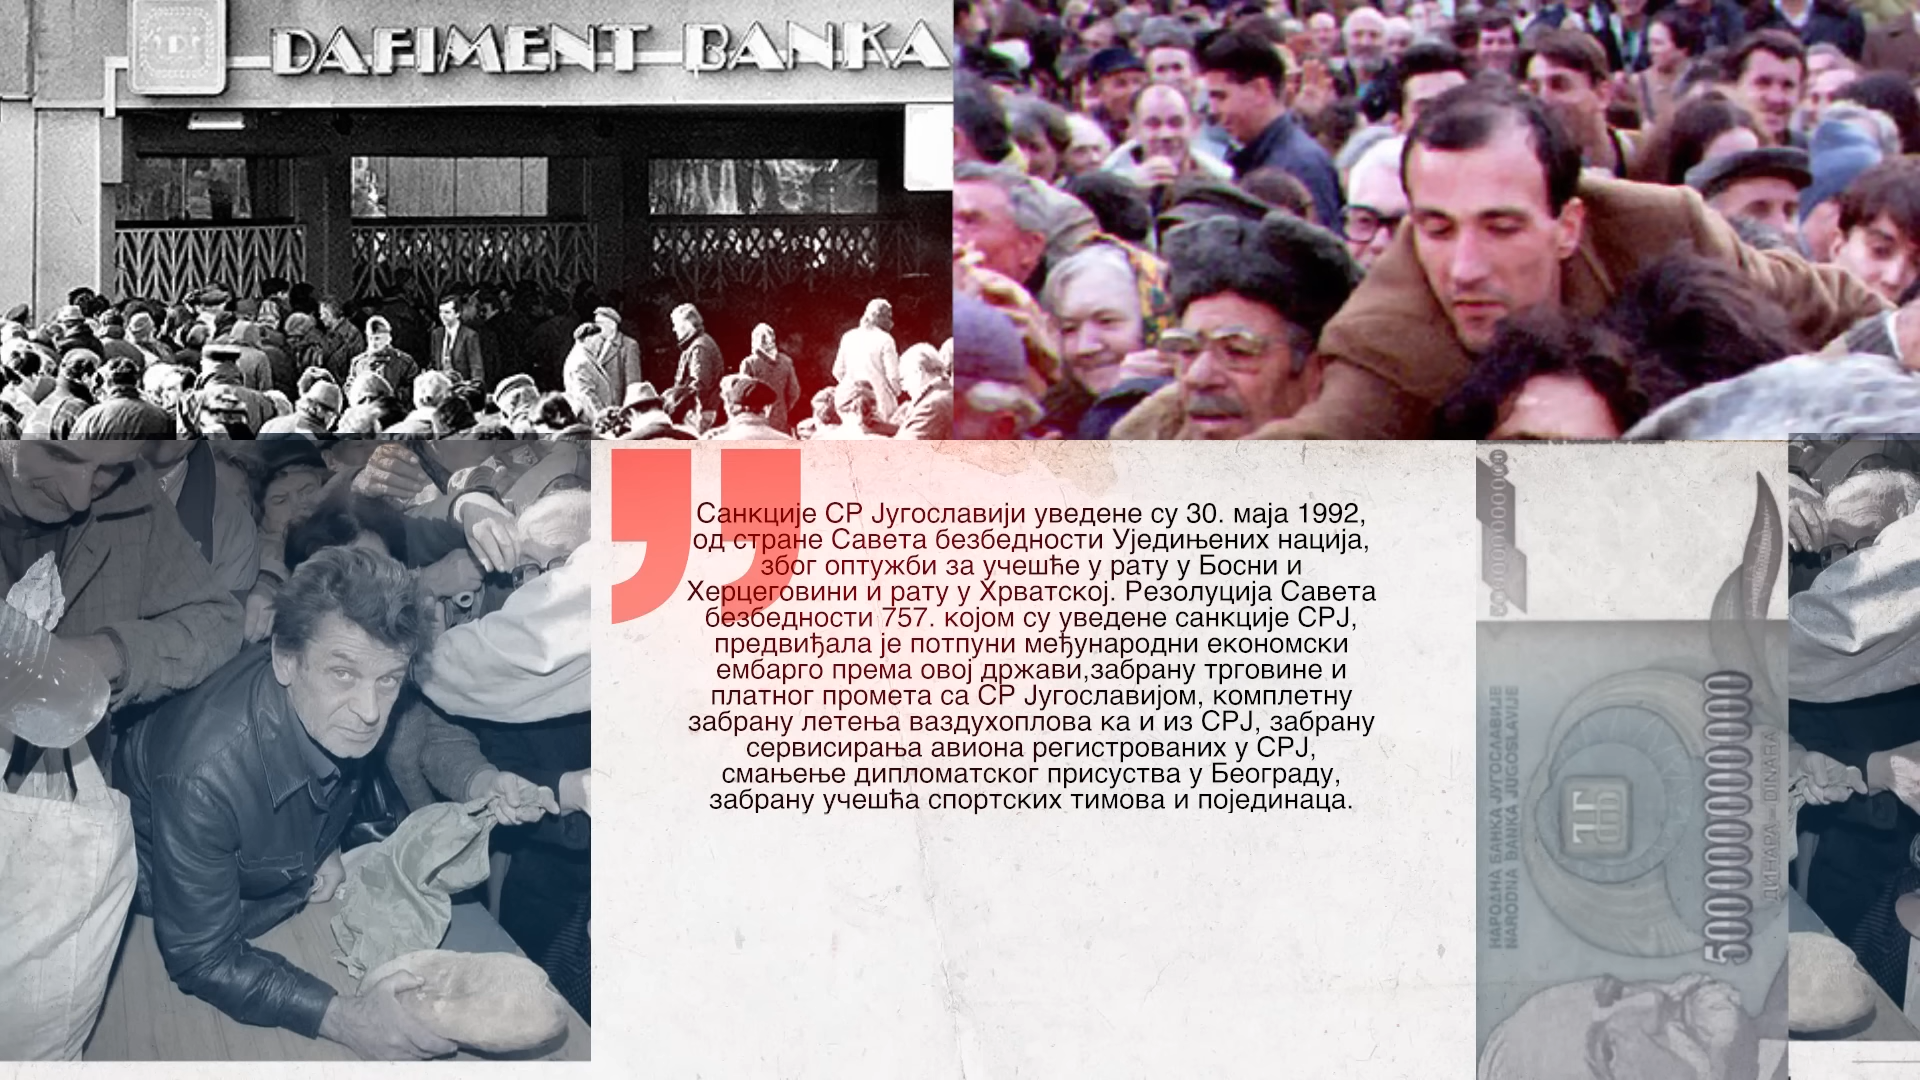 DAFIMENT BANKA
Санкције СР Југославији уведене су 30. маја 1992,
од стране Савета безбедности Уједињених нација,
због оптужби за учешће у рату у Босни и
Херцеговини и рату у Хрватској. Резолуција Савета
безбедности 757. којом су уведене санкције СРЈ,
предвиђала је потпуни међународни економски
ембарго према овој држави,забрану трговине и
платног промета са СР Југославијом, комплетну
забрану летења ваздухоплова ка и из СРЈ, забрану
сервисирања авиона регистрованих у СРЈ,
смањење дипломатског присуства у Београду,
забрану учешћа спортских тимова и појединаца.
НАРОДНА БАНКА ЈУГОСЛАВИЈЕ
NARODNA BANKA JUGOSLAVIJE
500000000000
ДИНАРА – DINARA